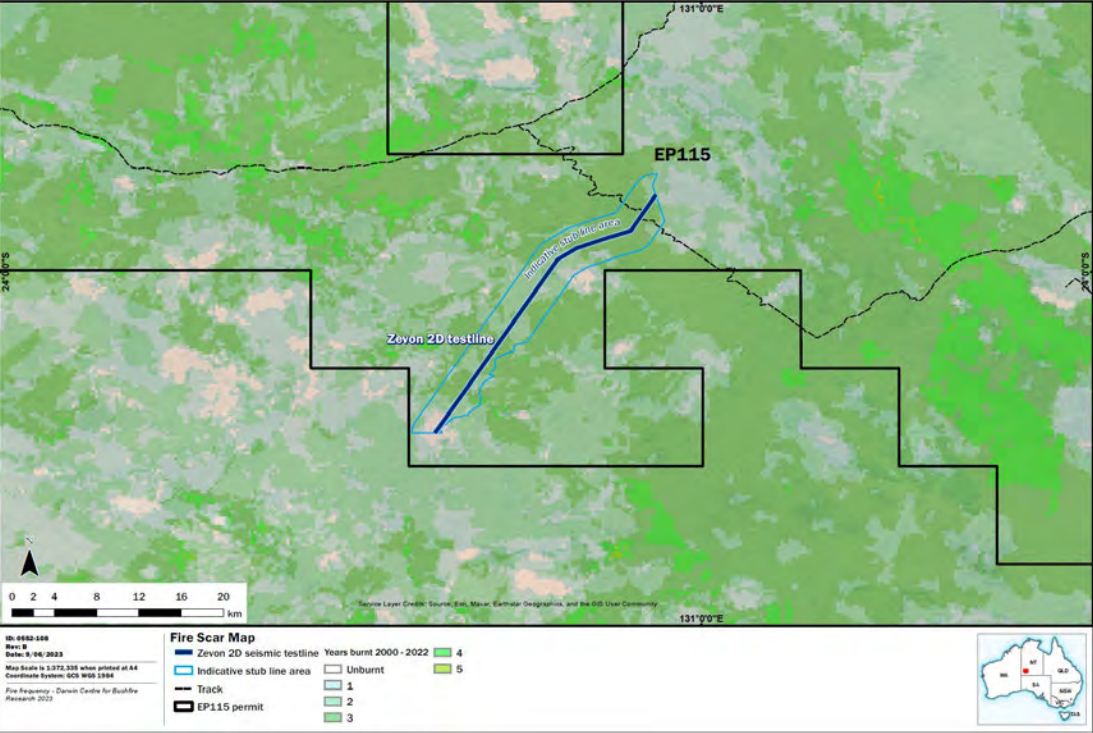 131°0'0"E
EP115
Indicative stub line area
24°0'0"S
24°0'0"S
Zevon 2D testline
N
0 2 4 8 12 16 20
km
Service Layer Credits: Source: Esri, Maxar, Earthstar Geographics, and the GIS User Community
131°0'0"E
ID: 0552-108
Rev: B
Date: 9/06/2023
Map Scale is 1:372,335 when printed at A4
Coordinate System: GCS WGS 1984
Fire frequency - Darwin Centre for Bushfire
Research 2023
Fire Scar Map
Zevon 2D seismic testline
Indicative stub line area
Track
EP115 permit
Years burnt 2000 - 2022
Unburnt
1
2
3
4
5
NT
QLD
WA
SA
NSW
VIC
TAS